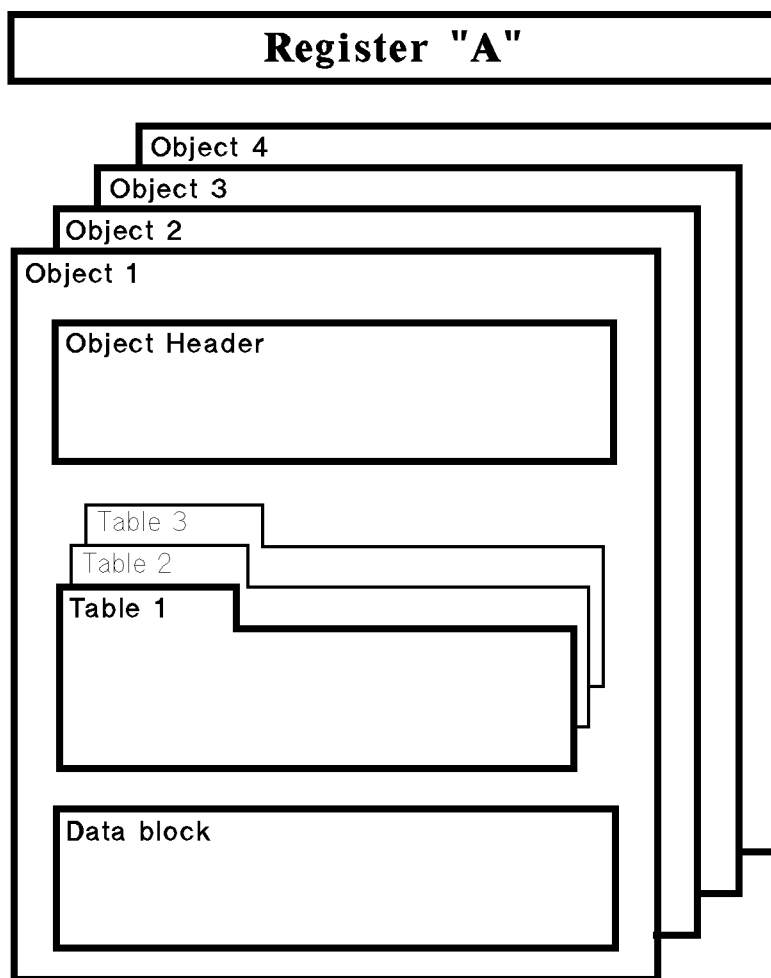 Register "A"
Object 4
Object 3
Object 2
Object 1
Object Header
Table 3
Table 2
Table 1
Data block